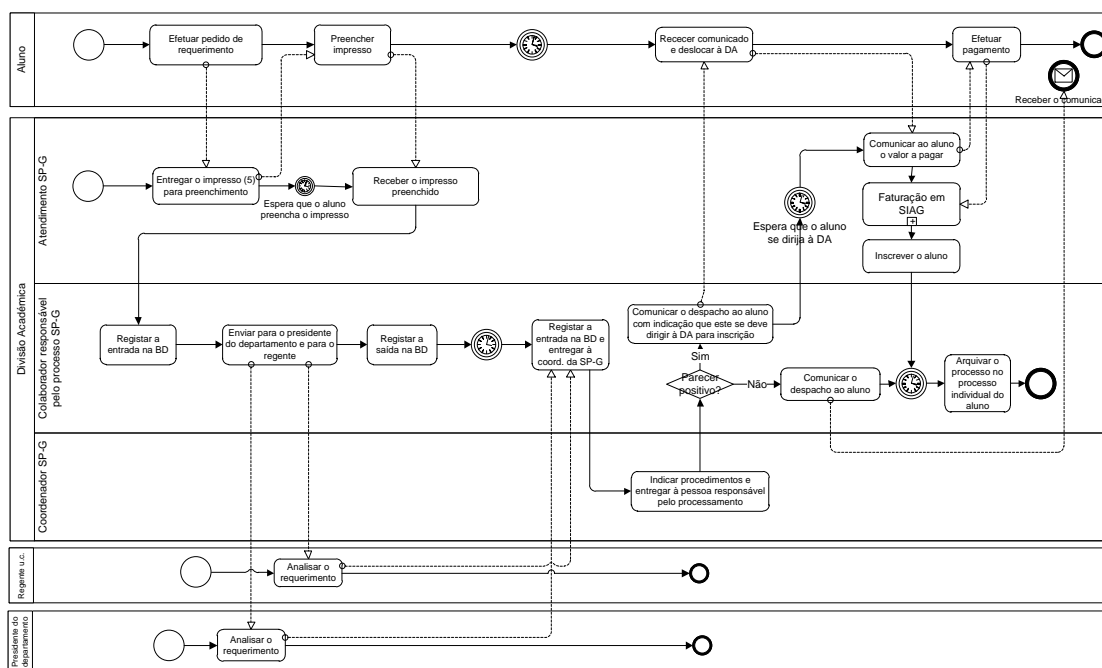 Aluno
Efetuar pedido de
requerimento
Preencher
impresso
Rececer comunicado
e deslocar à DA
Efetuar
pagamento
Receber o comunica
Divisão Académica
Atendimento SP-G
Entregar o impresso (5)
para preenchimento
Espera que o aluno
preencha o impresso
Receber o impresso
preenchido
Espera que o aluno
se dirija à DA
Comunicar ao aluno
o valor a pagar
Faturação em
SIAG
Inscrever o aluno
Colaborador responsável
pelo processo SP-G
Registar a
entrada na BD
Enviar para o presidente
do departamento e para o
regente
Registar a
saída na BD
Registar a
entrada na BD e
entregar à
coord. da SP-G
Comunicar o despacho ao aluno
com indicação que este se deve
dirigir à DA para inscrição
Sim
Parecer
positivo?
Não
Comunicar o
despacho ao aluno
Arquivar o
processo no
processo
individual do
aluno
Coordenador SP-G
Indicar procedimentos e
entregar à pessoa responsável
pelo processamento
Regente u.c.
Analisar o
requerimento
Presidente do
departamento
Analisar o
requerimento